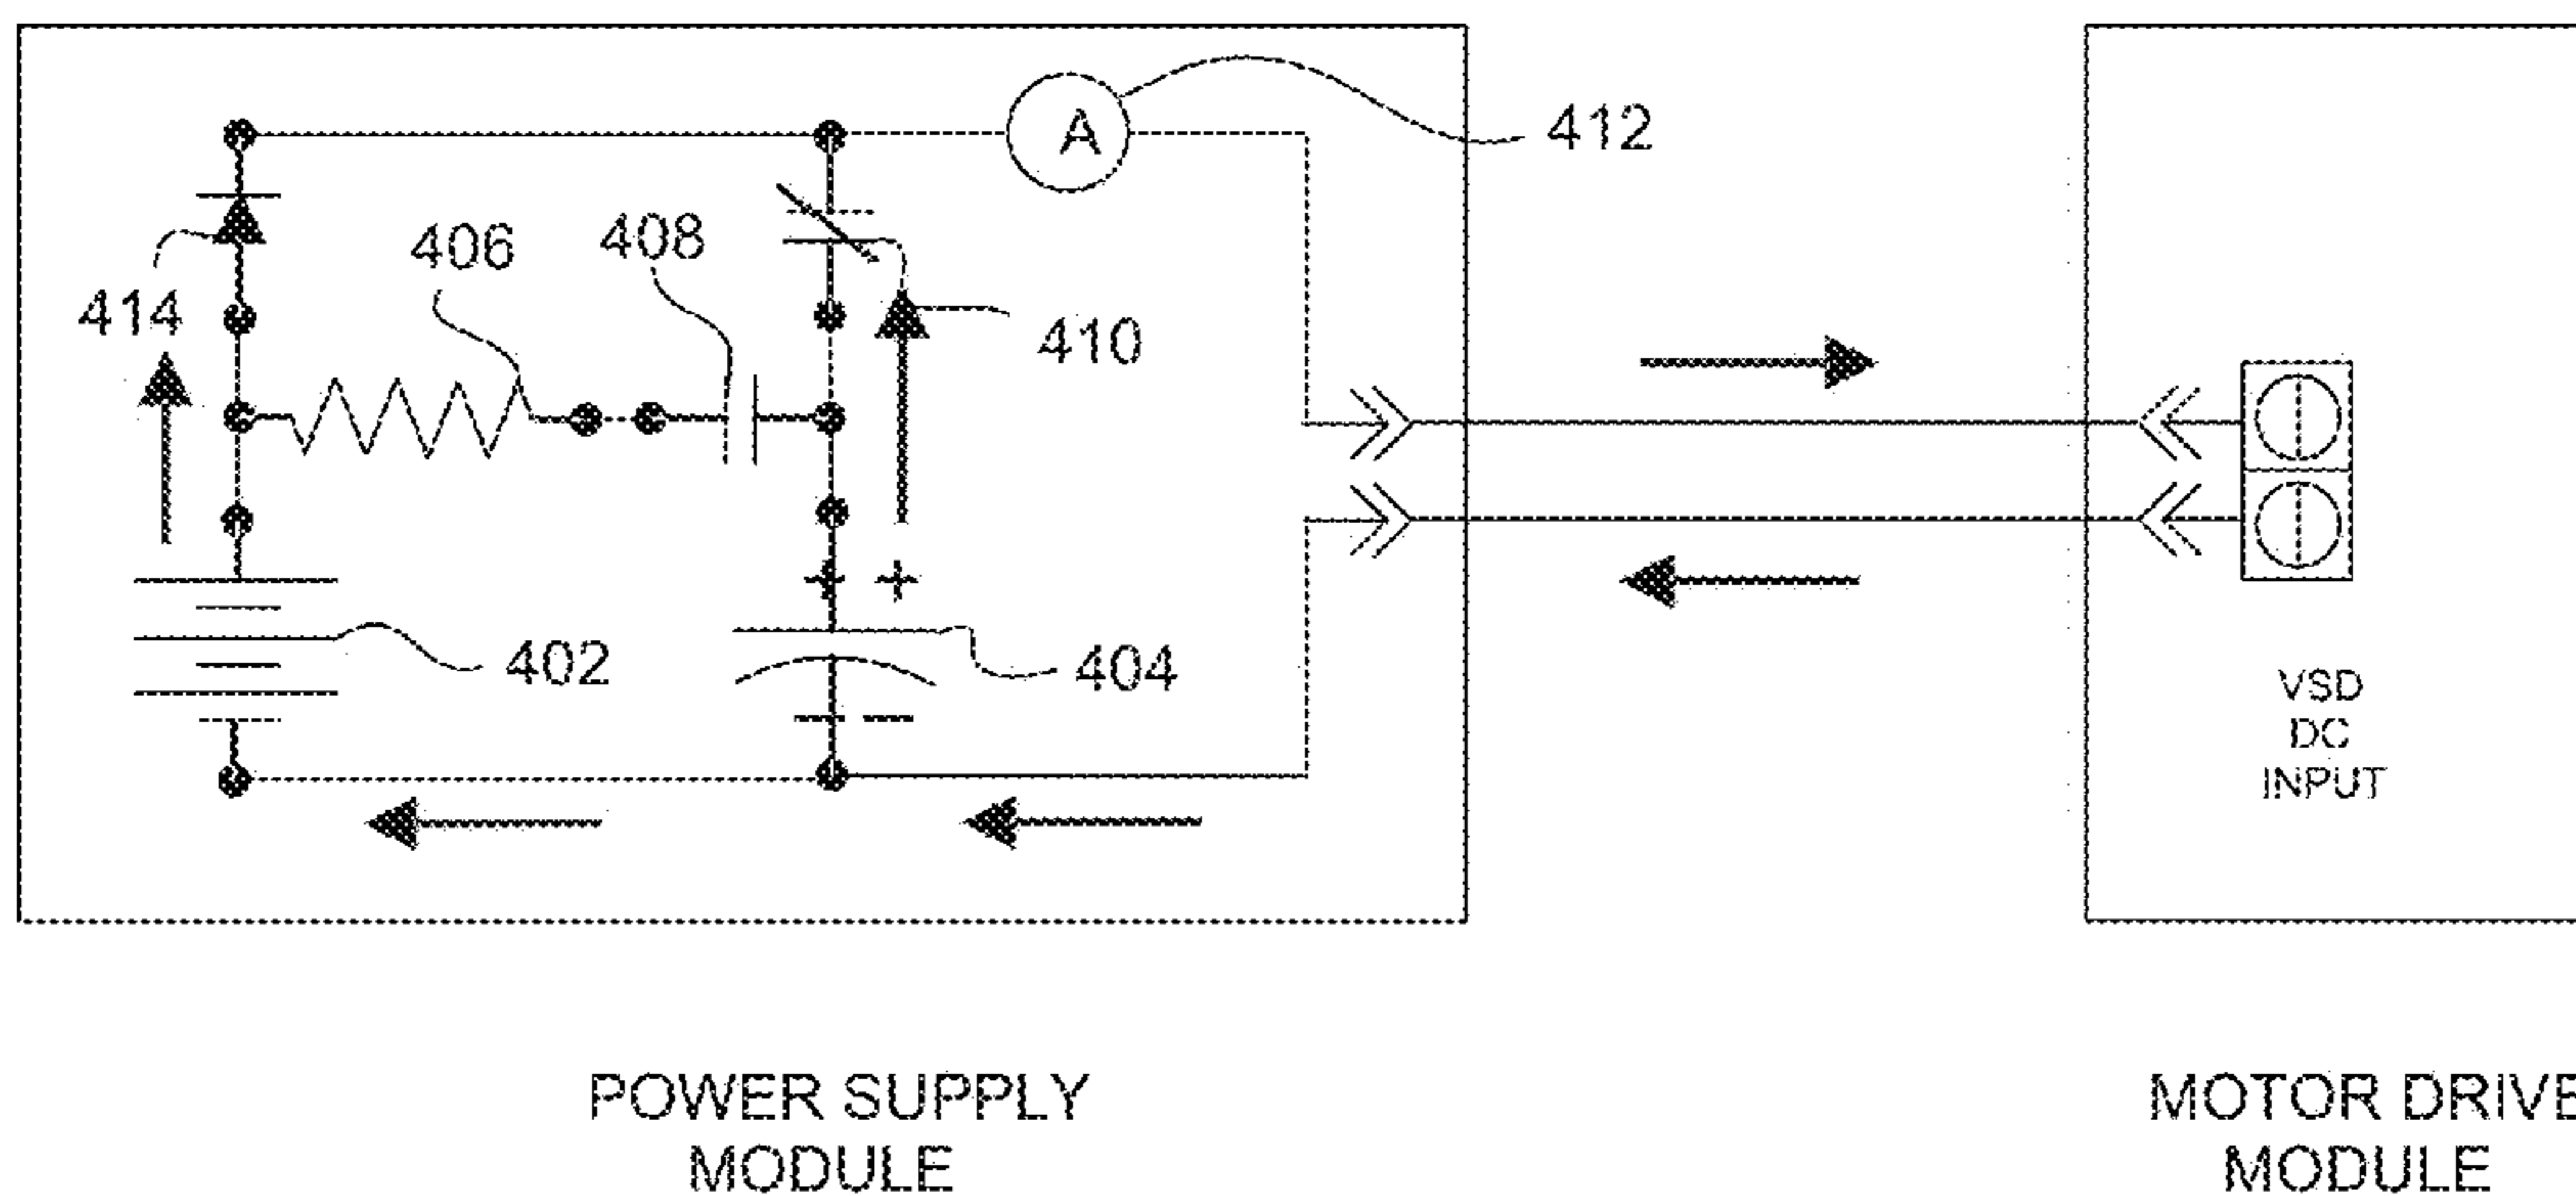 A
412
406
408
414
410
402
404
+ +
VSD
DC
INPUT
POWER SUPPLY
MODULE
MOTOR DRIVE
MODULE